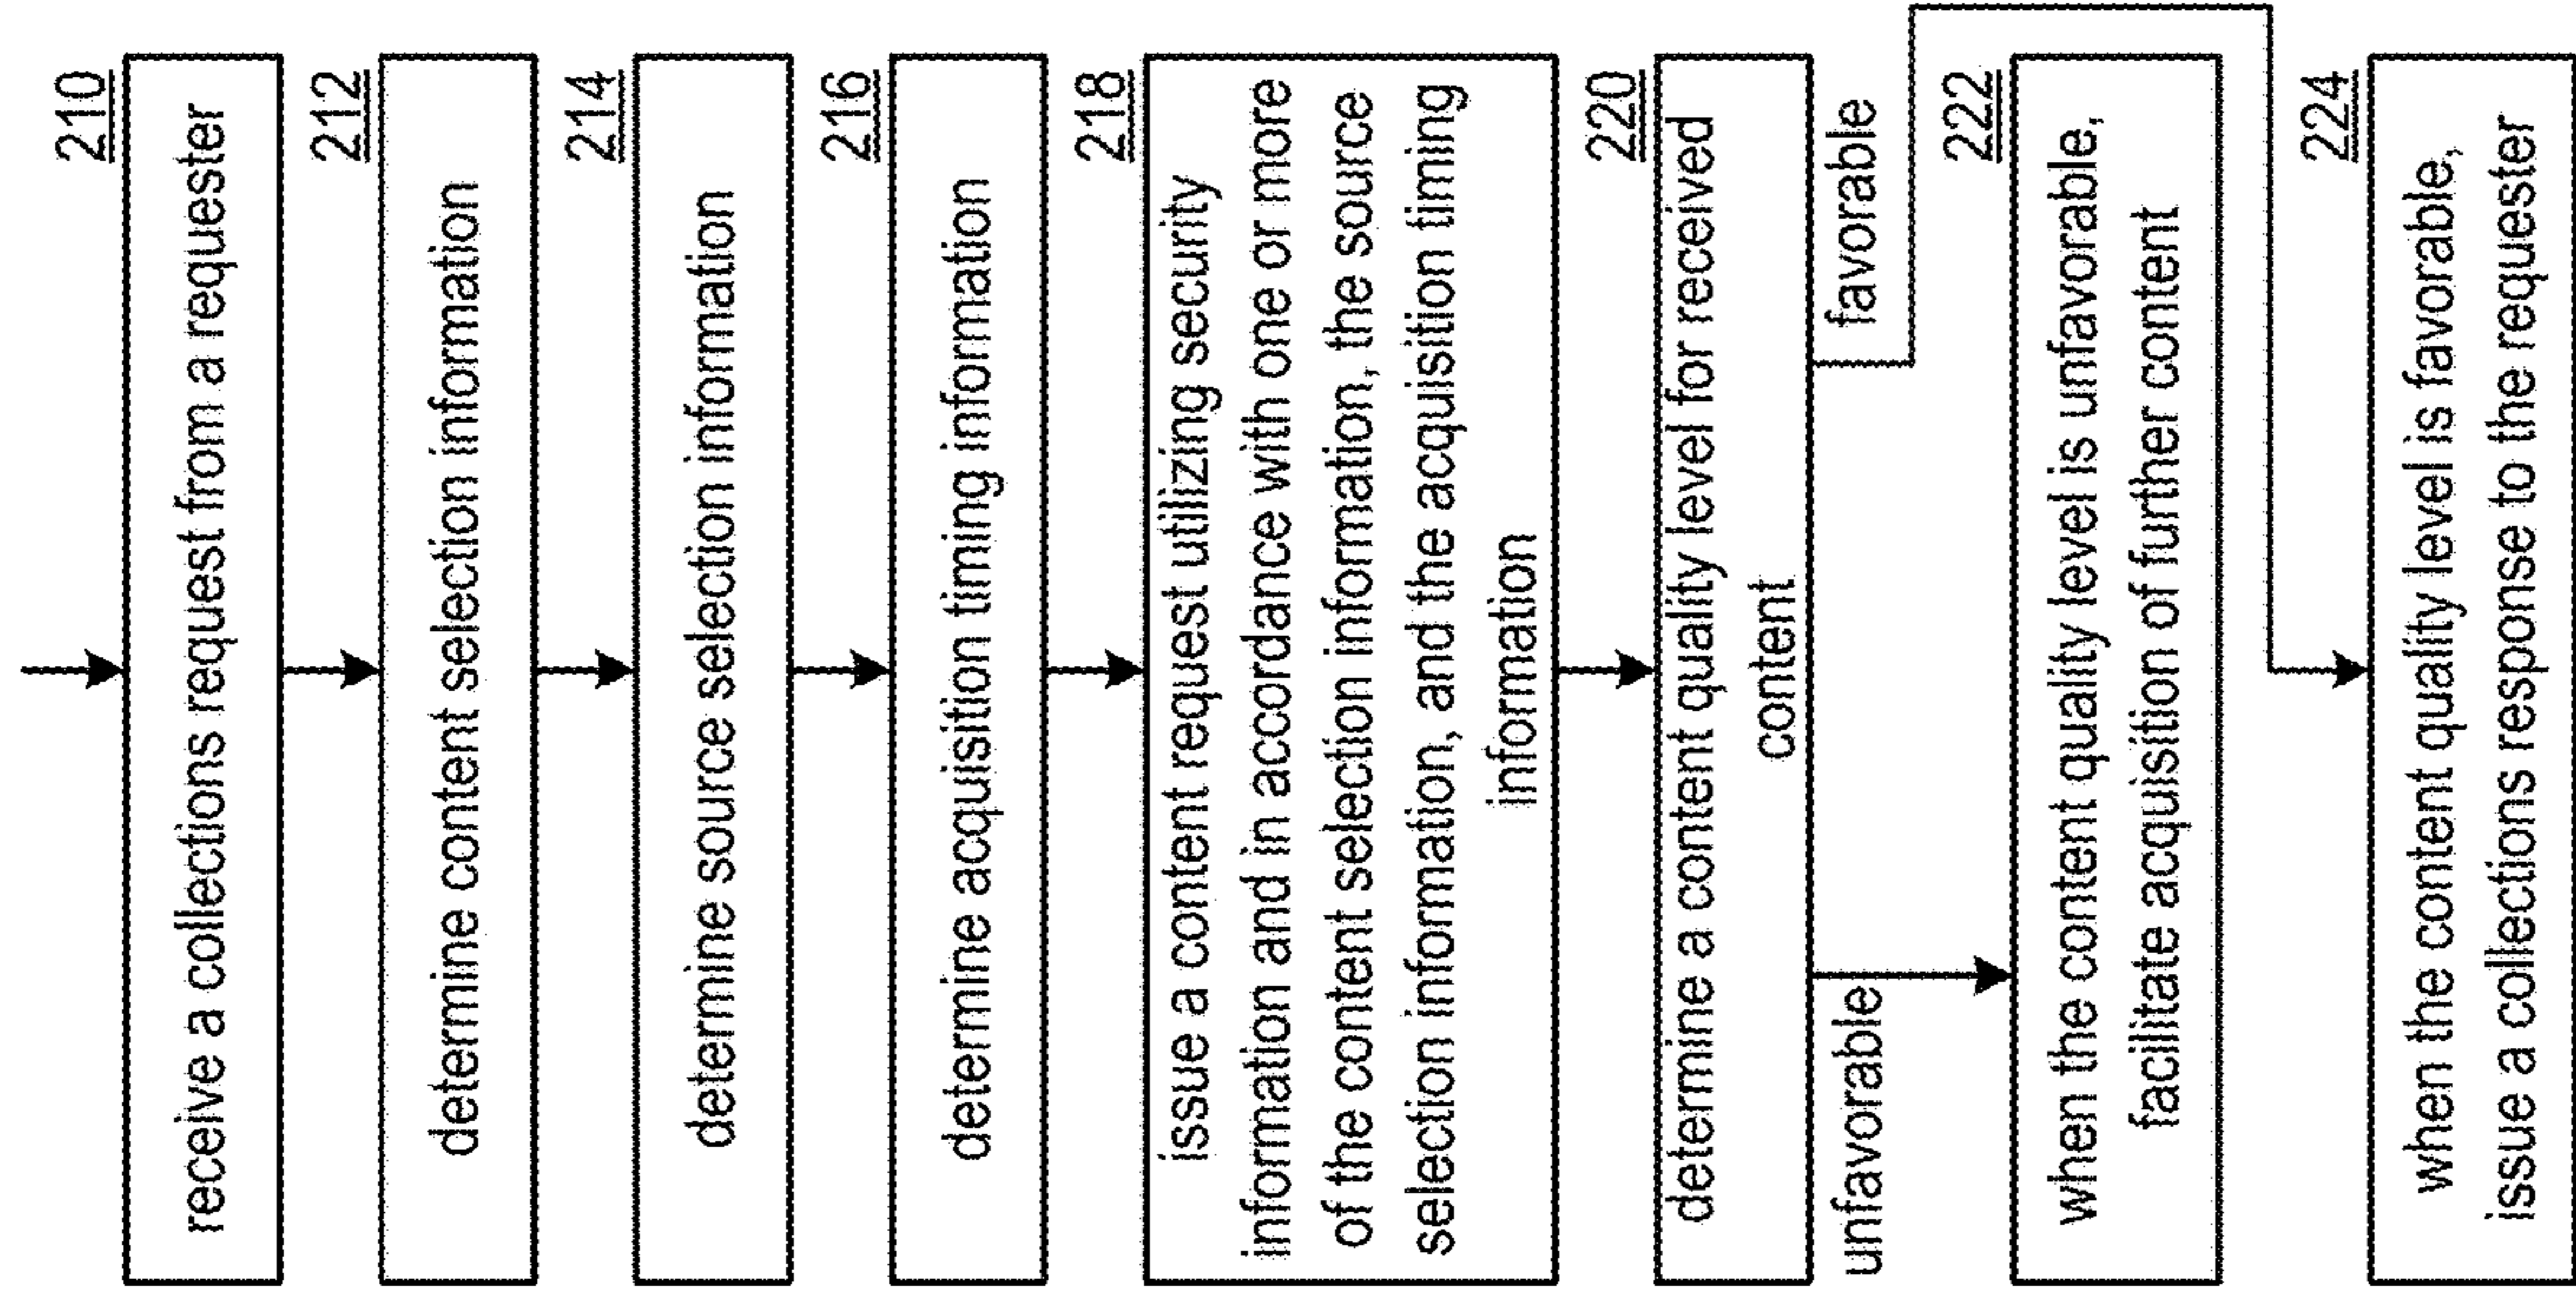 210
receive a collections request from a requester
212
determine content selection information
214
determine source selection information
216
determine acquisition timing information
218
issue a content request utilizing security
information and in accordance with one or more
of the content selection information, the source
selection information, and the acquisition timing
information
220
determine a content quality level for received
content
unfavorable
favorable
222
when the content quality level is unfavorable,
facilitate acquisition of further content
224
when the content quality level is favorable,
issue a collections response to the requester